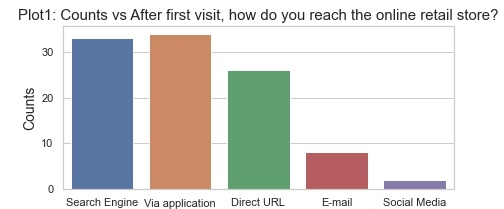 Plot1: Counts vs After first visit, how do you reach the online retail store?
Counts
30
20
10
0
Search Engine Via application Direct URL E-mail Social Media